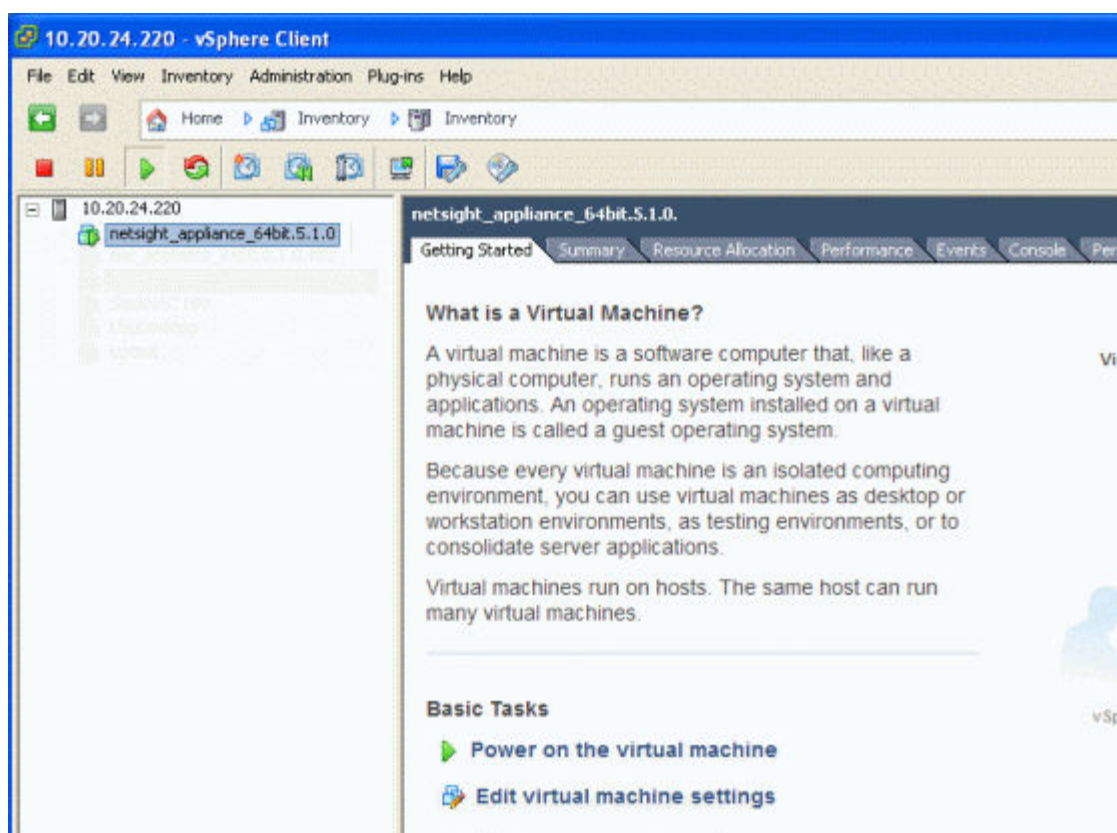 10.20.24.220 - vSphere Client
File Edit View Inventory Administration Plug-ins Help
Home Inventory Inventory
10.20.24.220
netsight_appliance_64bit.5.1.0
netsight_appliance_64bit.5.1.0.
Getting Started Summary Resource Allocation Performance Events Console Pe
What is a Virtual Machine?
A virtual machine is a software computer that, like a
physical computer, runs an operating system and
applications. An operating system installed on a virtual
machine is called a guest operating system.
Because every virtual machine is an isolated computing
environment, you can use virtual machines as desktop or
workstation environments, as testing environments, or to
consolidate server applications.
Virtual machines run on hosts. The same host can run
many virtual machines.
Vi
vSp
Basic Tasks
Power on the virtual machine
Edit virtual machine settings